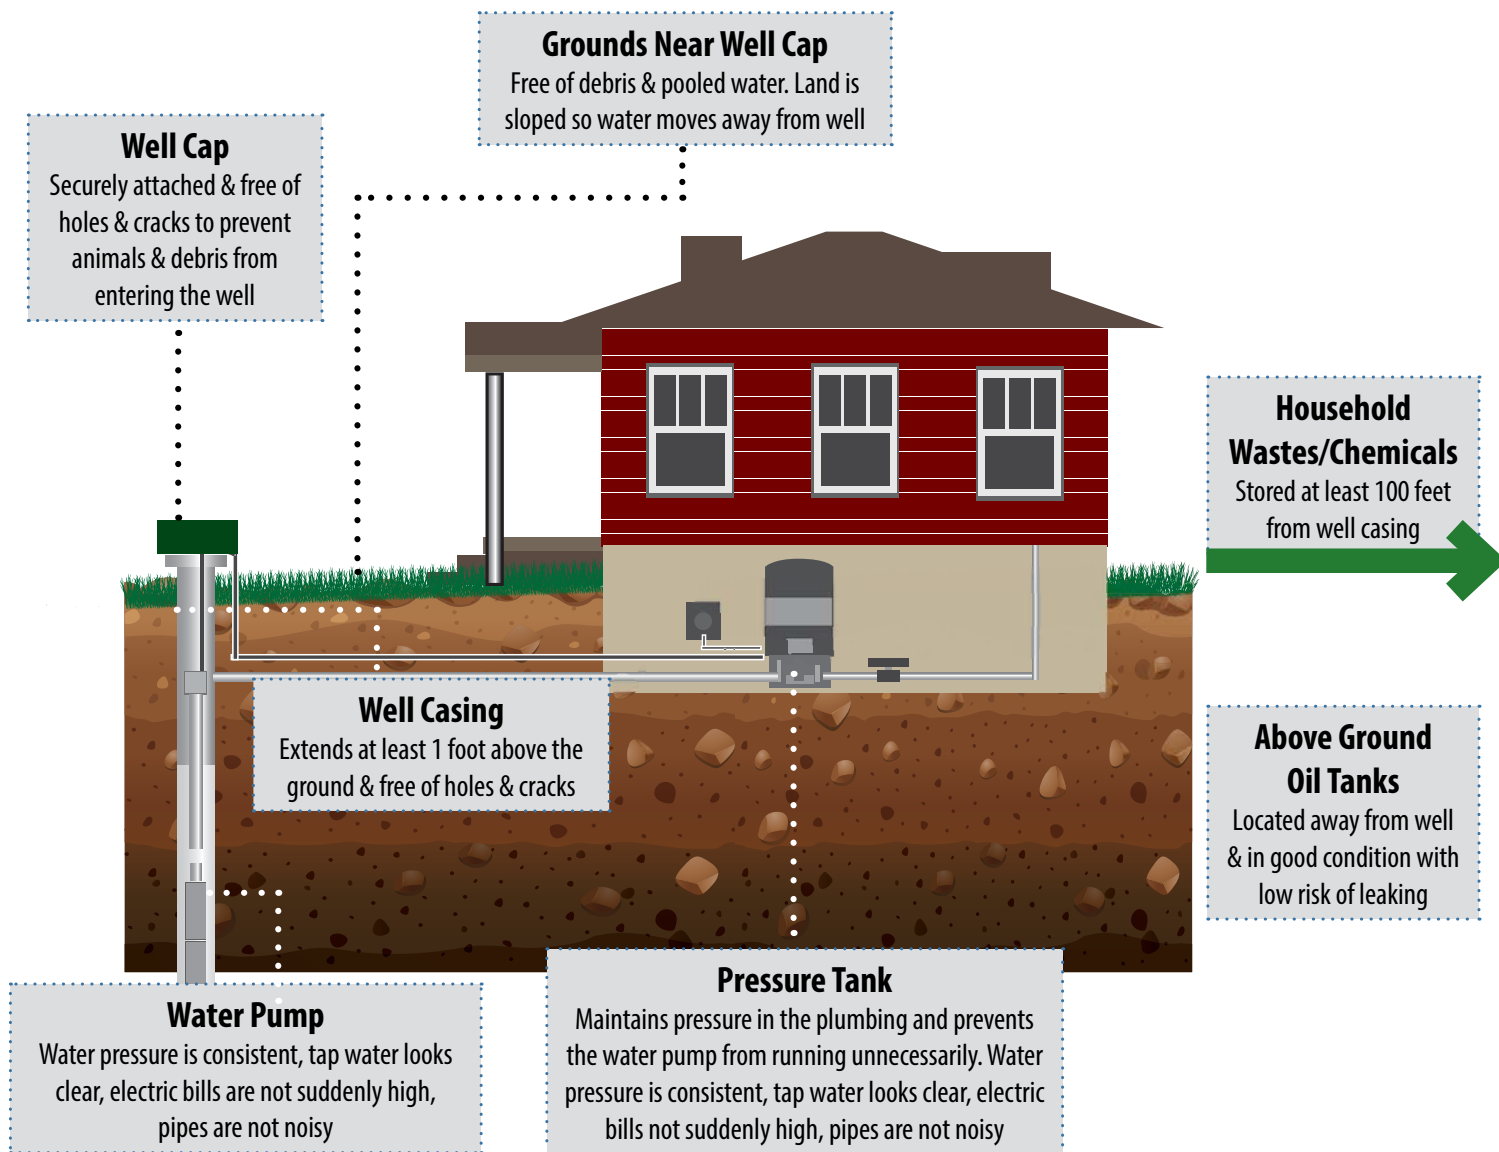 Grounds Near Well Cap
Free of debris & pooled water. Land is
sloped so water moves away from well
Well Cap
Securely attached & free of
holes & cracks to prevent
animals & debris from
entering the well
Household
Wastes/Chemicals
Stored at least 100 feet
from well casing
Well Casing
Extends at least 1 foot above the
ground & free of holes & cracks
Above Ground
Oil Tanks
Located away from well
& in good condition with
low risk of leaking
Water Pump
Water pressure is consistent, tap water looks
clear, electric bills are not suddenly high,
pipes are not noisy
Pressure Tank
Maintains pressure in the plumbing and prevents
the water pump from running unnecessarily. Water
pressure is consistent, tap water looks clear, electric
bills not suddenly high, pipes are not noisy